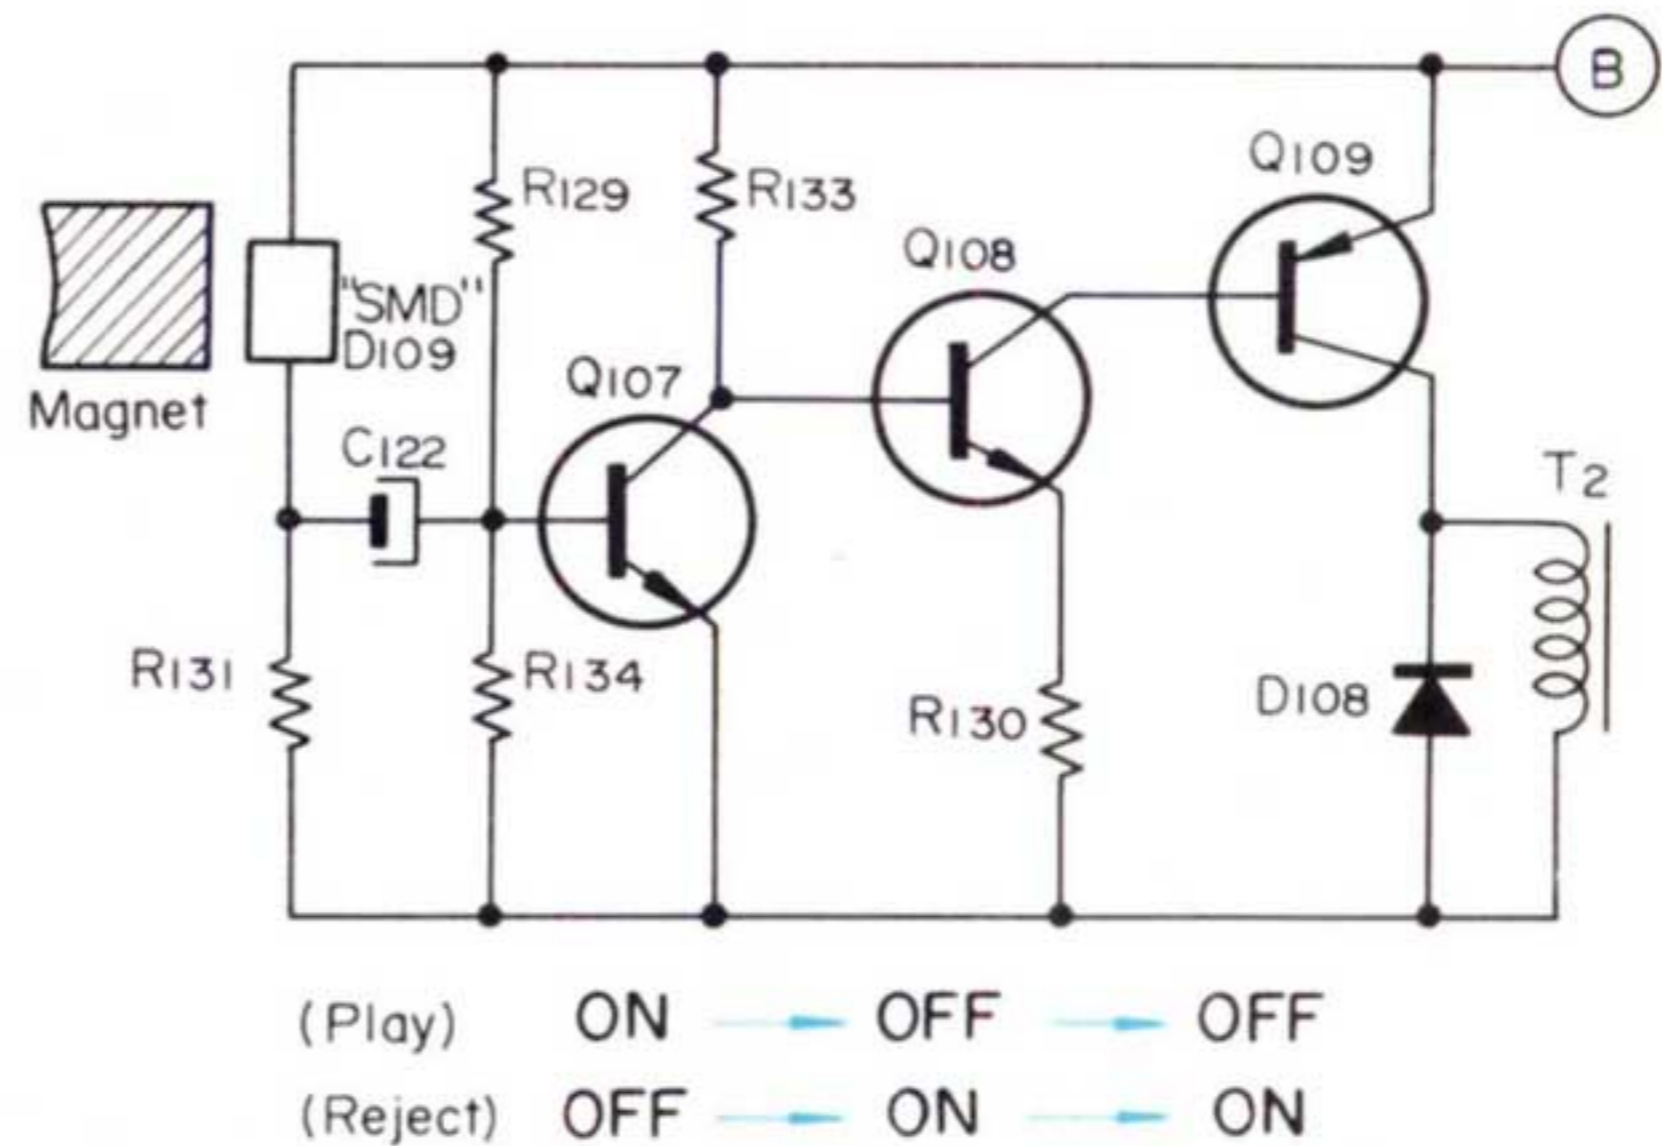 B
Q109
R129
R133
Q108
"SMD"
D109
Q107
Magnet
C122
T2
R131
R134
D108
R130
(Play) ON OFF OFF
(Reject) OFF ON ON